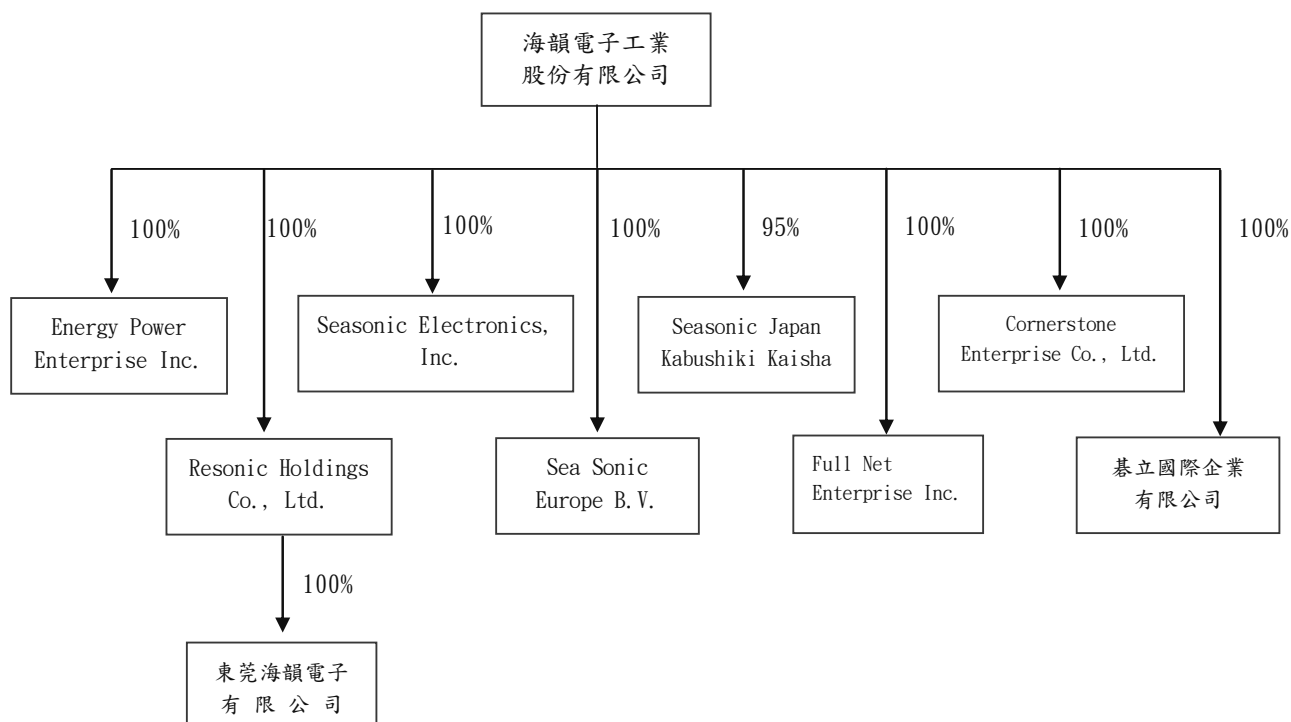 海韻電子工業
股份有限公司
100%
100%
100%
100%
95%
100%
100%
100%
Energy Power
Enterprise Inc.
Seasonic Electronics,
Inc.
Seasonic Japan
Kabushiki Kaisha
Cornerstone
Enterprise Co., Ltd.
Resonic Holdings
Co., Ltd.
Sea Sonic
Europe B.V.
Full Net
Enterprise Inc.
碁立國際企業
有限公司
100%
東莞海韻電子
有 限 公 司